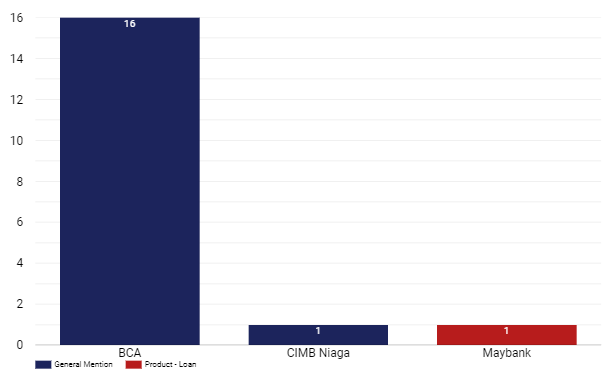 16
14
12
10
8
6
4
2
0
16
1
1
BCA
CIMB Niaga
Maybank
General Mention
Product - Loan